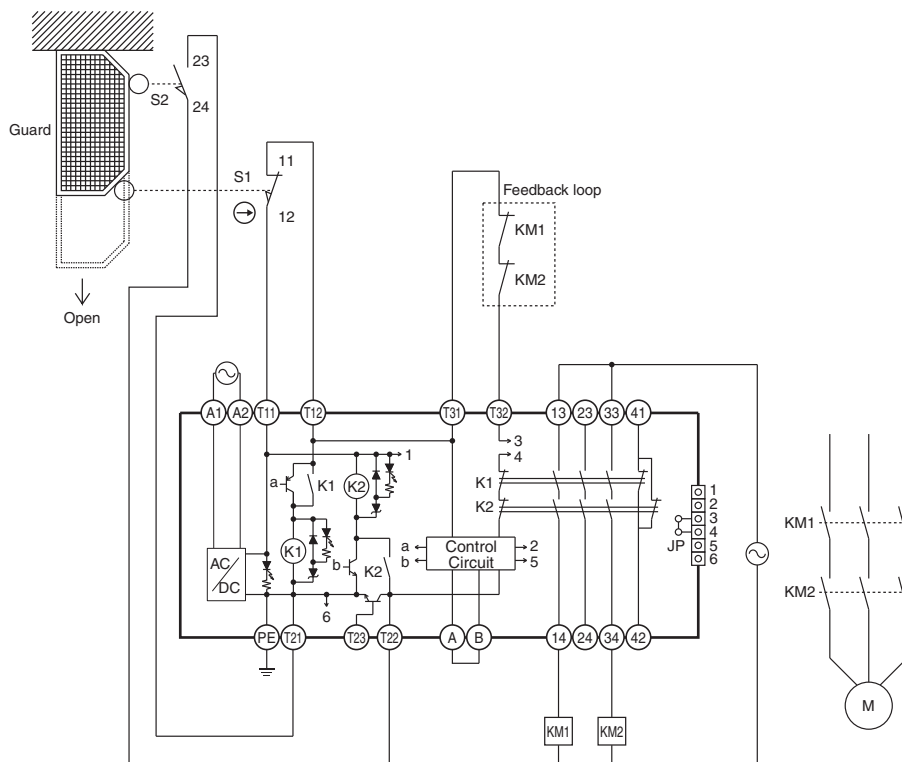 23
S2
24
Guard
11
S1
12
Open
Feedback loop
KM1
KM2
A1 A2 T11 T12 T31 T32 13 23 33 41
1
3
4
a
K1
K2
K1
K2
K1
b
K2
AC
DC
a
b
Control
Circuit
2
5
6
JP
1
2
3
4
5
6
PE T21 T23 T22 A B 14 24 34 42
KM1
KM2
KM1
KM2
M